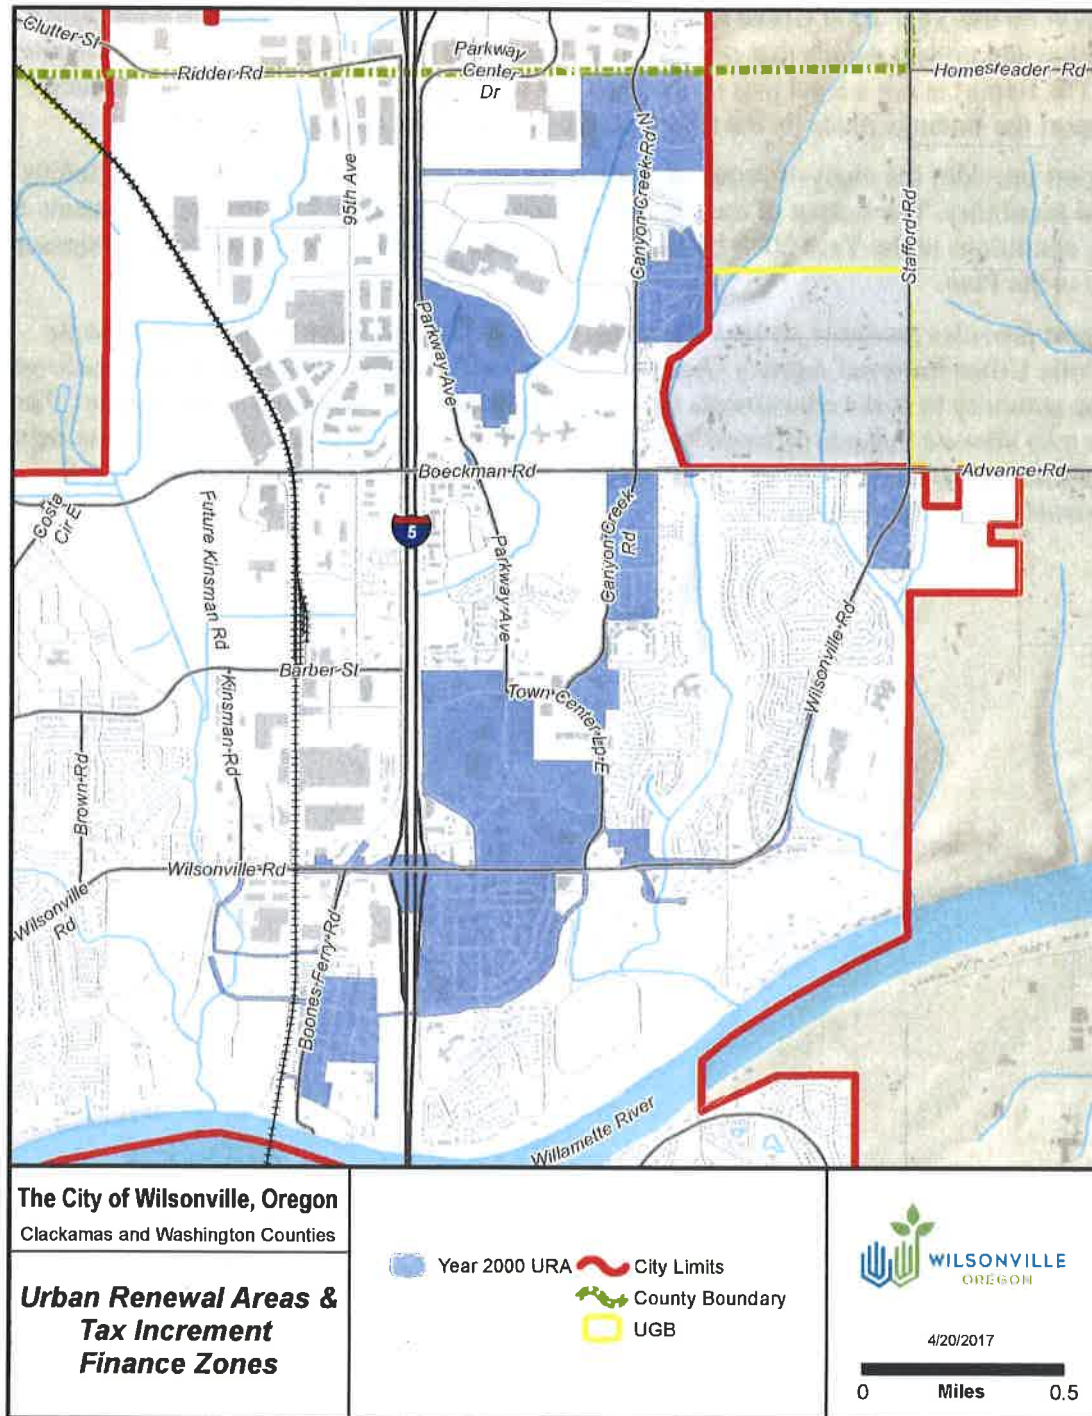 Clutter St
Ridder Rd
Parkway
Center
Dr
Homesteader Rd
Canyon Creek Rd N
95th Ave
Stafford Rd
Parkway Ave
Boeckman Rd
Advance Rd
Costa
Cir E
Future Kinsman Rd
5
Parkway Ave
Canyon Creek
Rd
Wilsonville Rd
Barber St
Kinsman Rd
Town Center Lp E
Brown Rd
Wilsonville Rd
Wilsonville
Rd
Boones Ferry Rd
Willamette River
The City of Wilsonville, Oregon
Clackamas and Washington Counties
Urban Renewal Areas &
Tax Increment
Finance Zones
Year 2000 URA
City Limits
County Boundary
UGB
WILSONVILLE
OREGON
4/20/2017
0 Miles 0.5